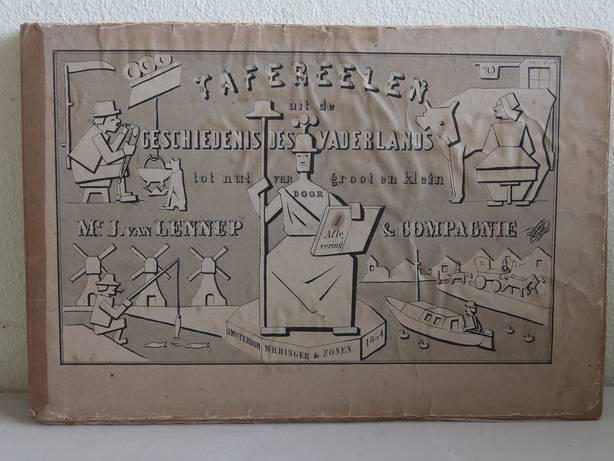 TAFEREELEN
uit de
GESCHIEDENIS DES VADERLANDS
tot nut van groot en klein
DOOR
Mr. J. VAN LENNEP & COMPAGNIE
Afle
vering
AMSTERDAM M.H. BINGER & ZONEN 1854